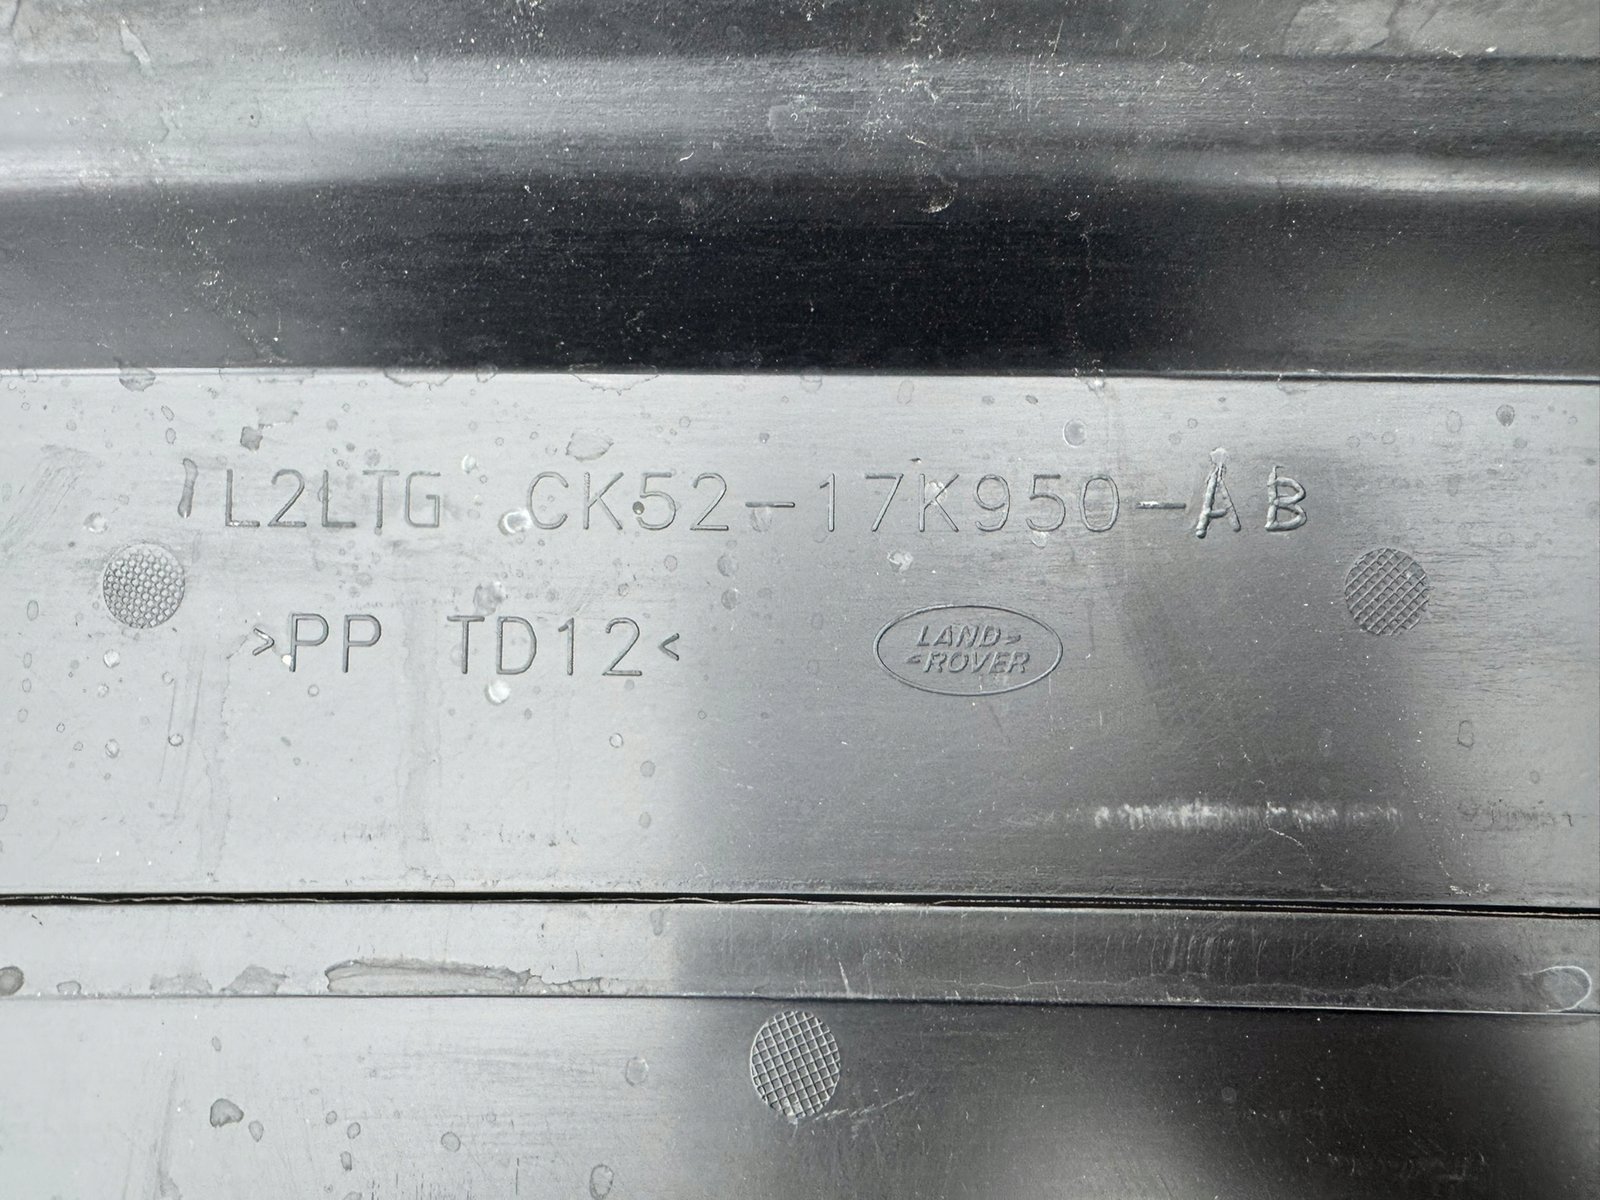 L2LTG CK52-17K950-AB
>PP TD12<
LAND-
-ROVER